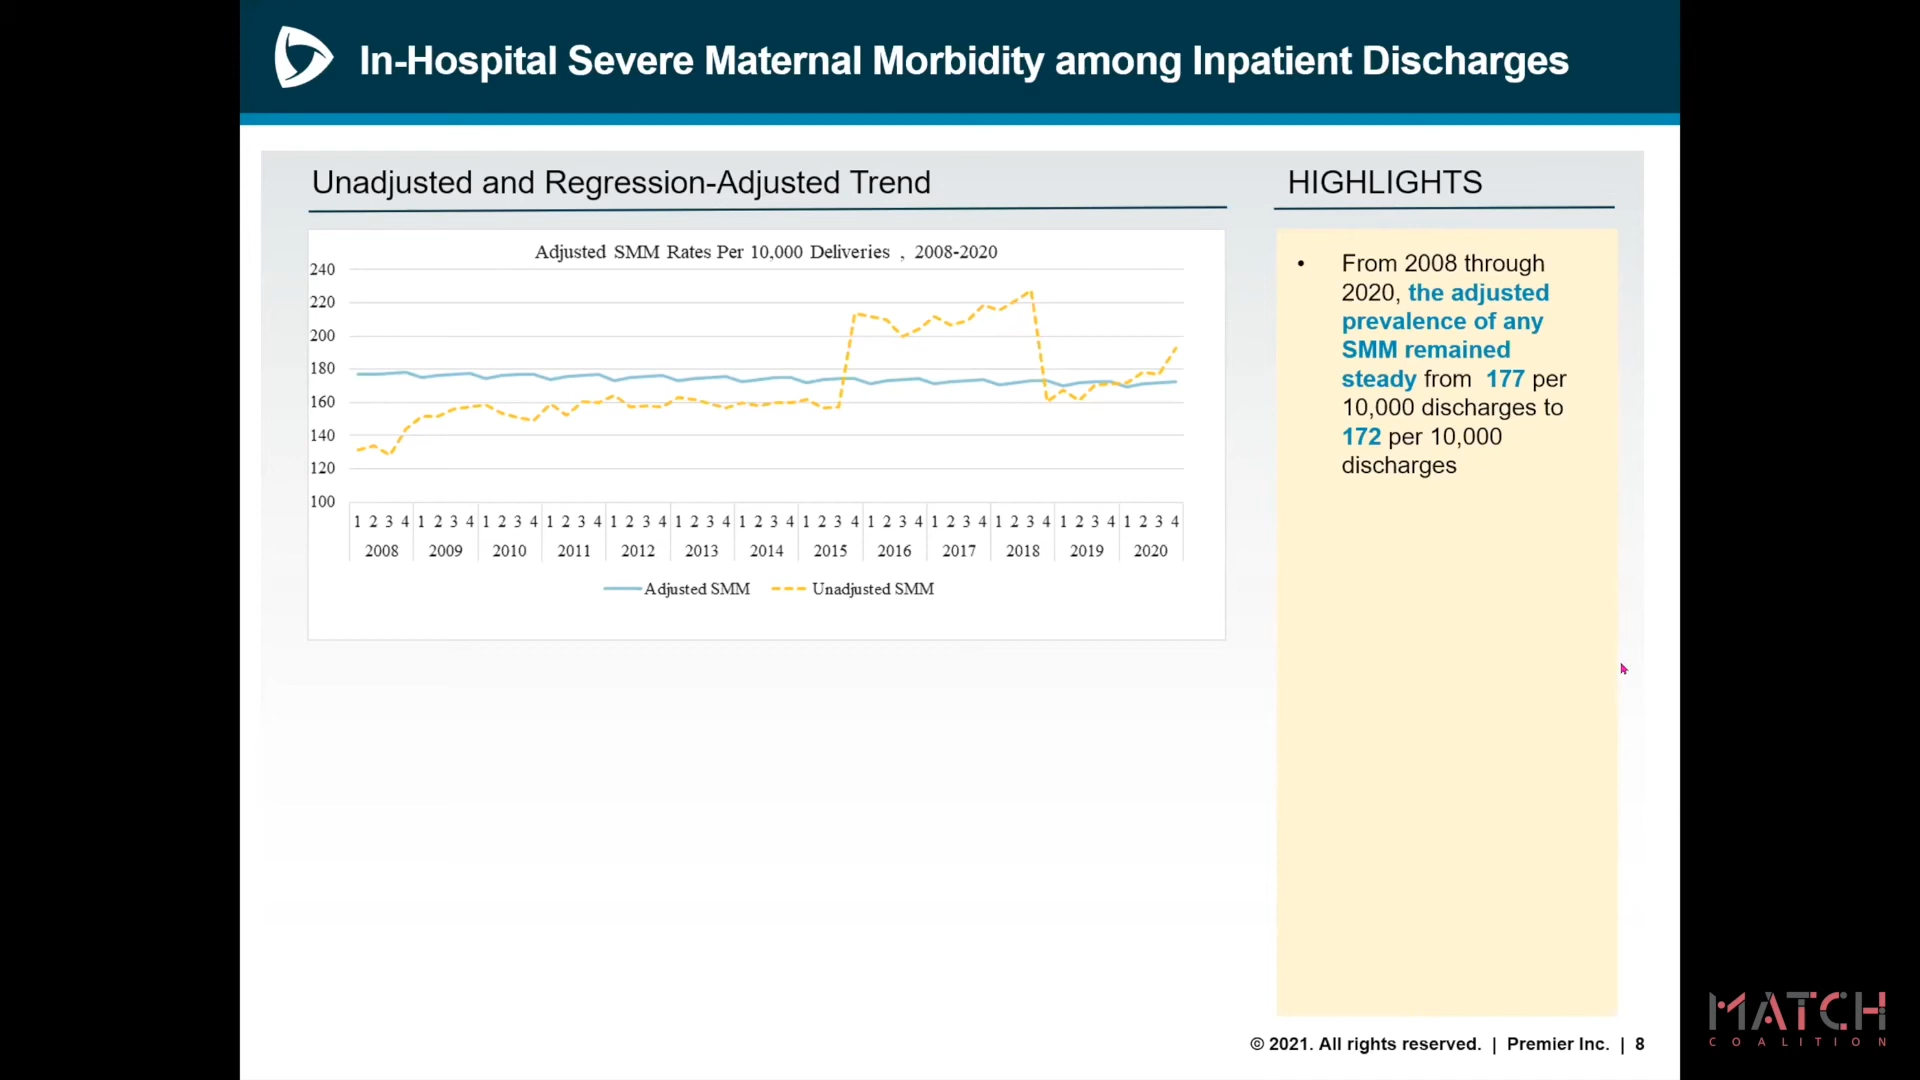 In-Hospital Severe Maternal Morbidity among Inpatient Discharges
Unadjusted and Regression-Adjusted Trend
Adjusted SMM Rates Per 10,000 Deliveries , 2008-2020
240
220
200
180
160
140
120
100
1 2 3 4 1 2 3 4 1 2 3 4 1 2 3 4 1 2 3 4 1 2 3 4 1 2 3 4 1 2 3 4 1 2 3 4 1 2 3 4 1 2 3 4 1 2 3 4 1 2 3 4
2008 2009 2010 2011 2012 2013 2014 2015 2016 2017 2018 2019 2020
Adjusted SMM Unadjusted SMM
HIGHLIGHTS
• From 2008 through
2020, the adjusted
prevalence of any
SMM remained
steady from 177 per
10,000 discharges to
172 per 10,000
discharges
© 2021. All rights reserved. | Premier Inc. | 8
MATCH
COALITION